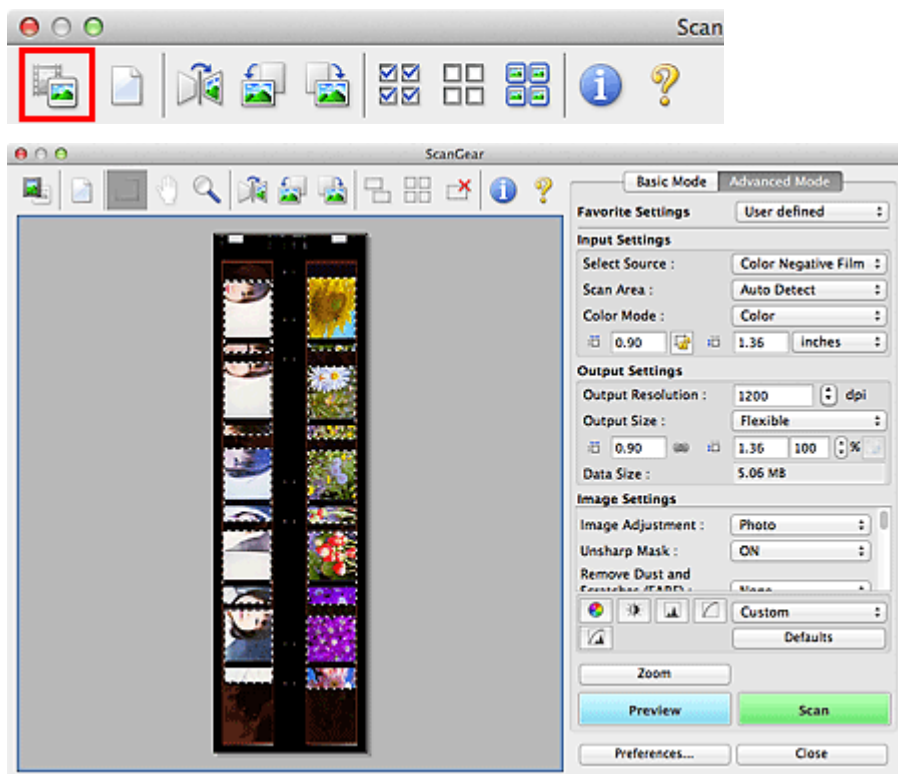 Scan
ScanGear
Basic Mode Advanced Mode
Favorite Settings User defined
Input Settings
Select Source : Color Negative Film
Scan Area : Auto Detect
Color Mode : Color
0.90 1.36 inches
Output Settings
Output Resolution : 1200 dpi
Output Size : Flexible
0.90 1.36 100 %
Data Size : 5.06 MB
Image Settings
Image Adjustment : Photo
Unsharp Mask : ON
Remove Dust and
Scratches (FARE) : None
Custom
Defaults
Zoom
Preview Scan
Preferences... Close